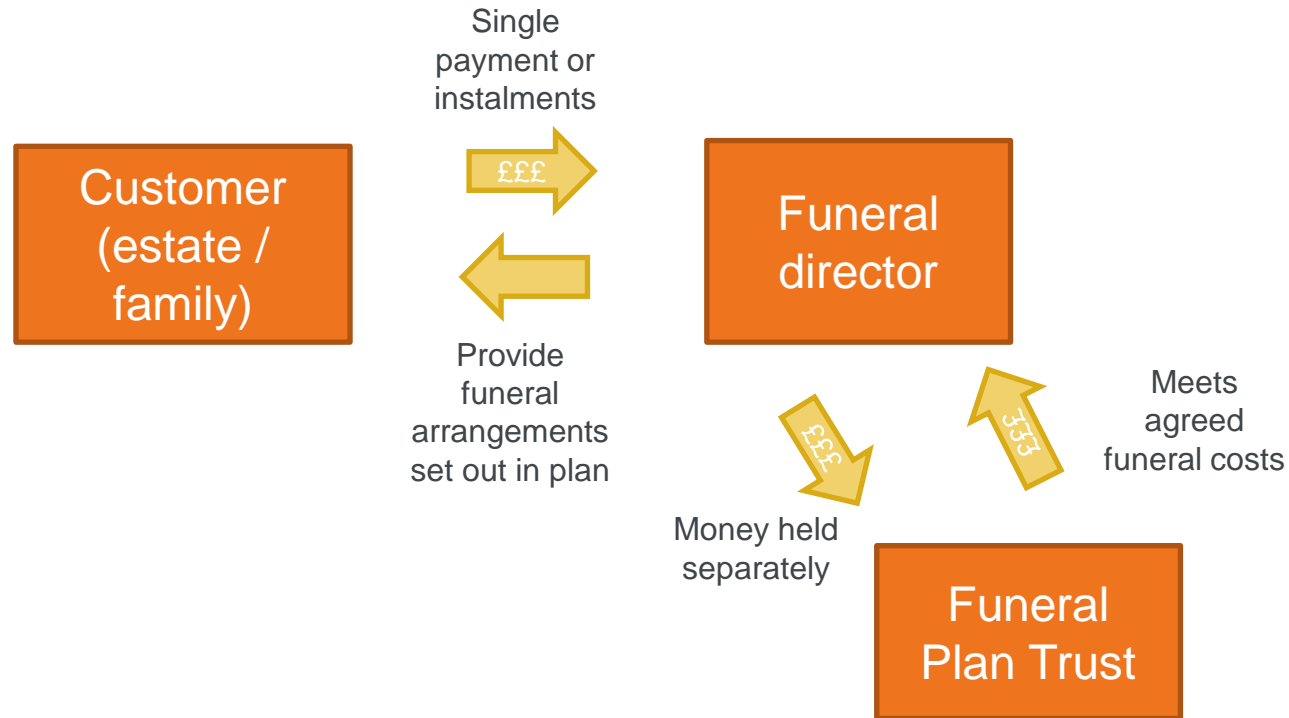 Single
payment or
instalments
Customer
(estate /
family)
£££
Funeral
director
Provide
funeral
arrangements
set out in plan
£££
£££
Meets
agreed
funeral costs
Money held
separately
Funeral
Plan Trust